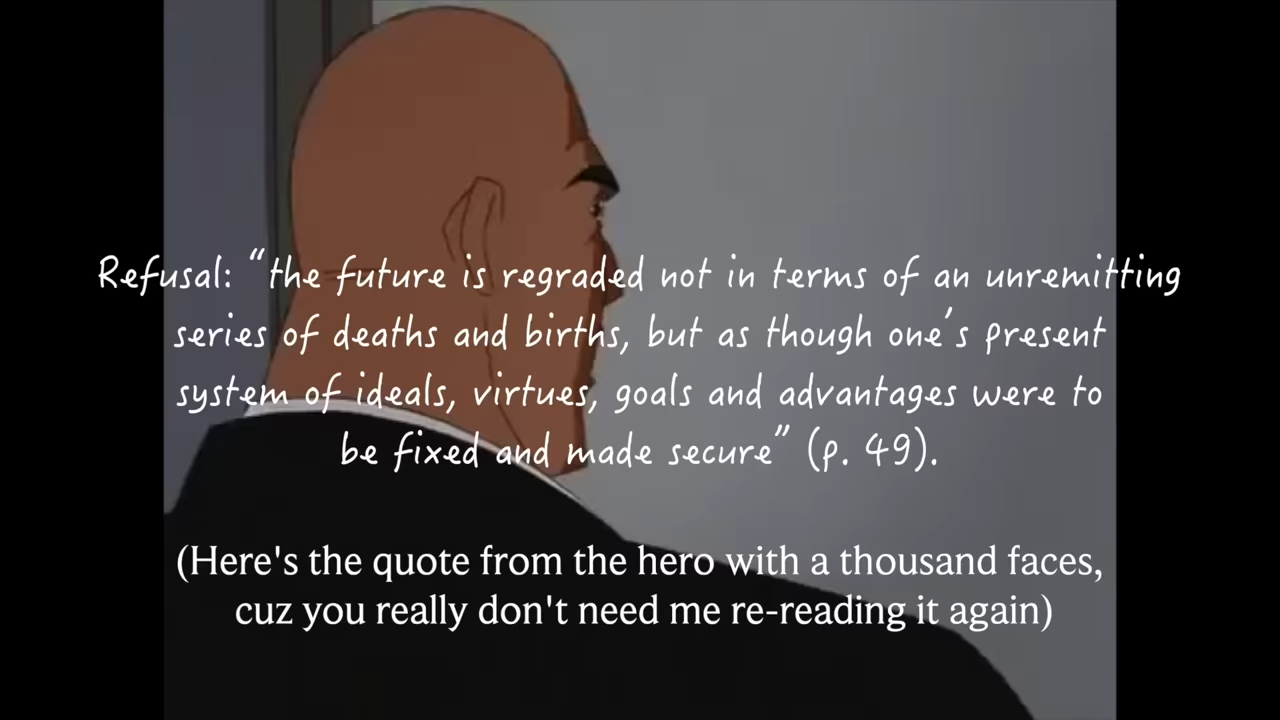 Refusal: “the future is regraded not in terms of an unremitting
series of deaths and births, but as though one’s present
system of ideals, virtues, goals and advantages were to
be fixed and made secure” (p. 49).
(Here's the quote from the hero with a thousand faces,
cuz you really don't need me re-reading it again)